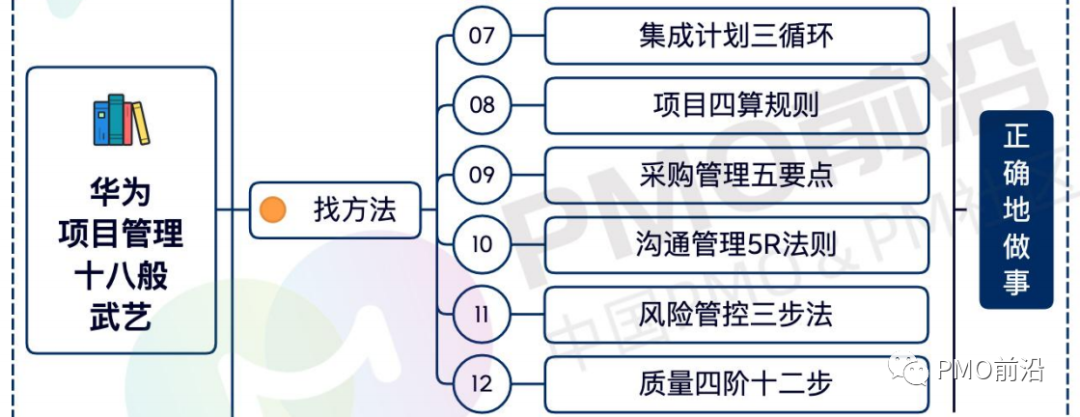 华为
项目管理
十八般
武艺
找方法
07
集成计划三循环
08
项目四算规则
09
采购管理五要点
10
沟通管理5R法则
11
风险管控三步法
12
质量四阶十二步
正
确
地
做
事
PMO前沿
中国PMO&PM社区
PMO前沿